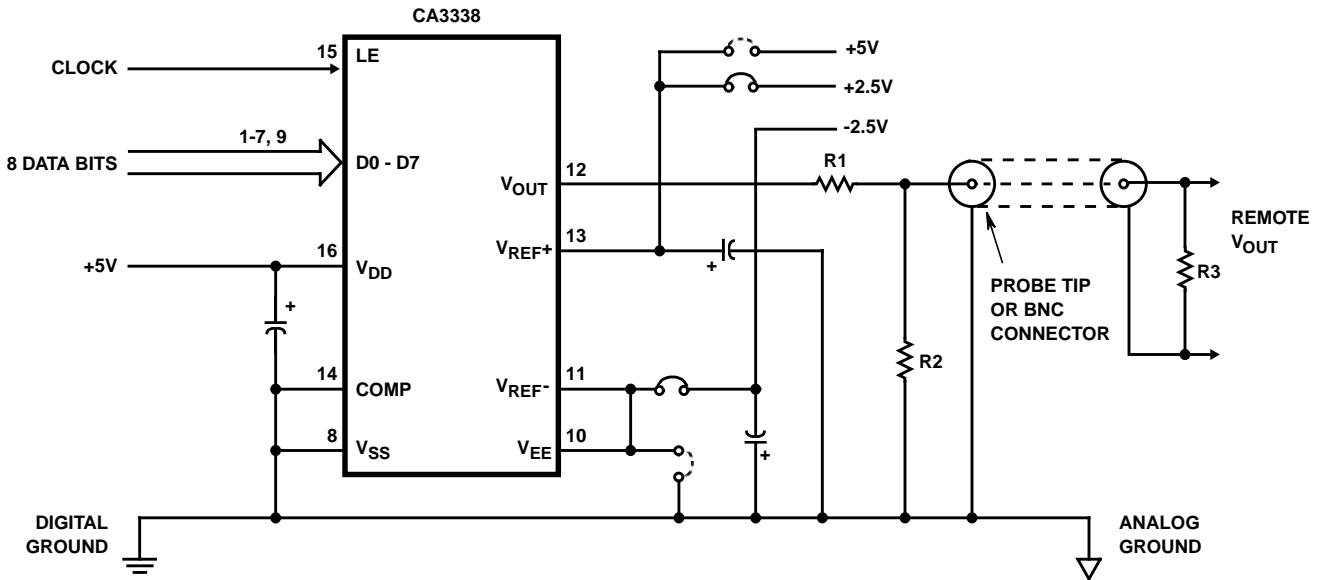 CA3338
15
LE
CLOCK
1-7, 9
8 DATA BITS
D0 - D7
+5V
16
VDD
+
14
COMP
8
VSS
12
VOUT
13
VREF+
+
11
VREF-
10
VEE
+5V
+2.5V
-2.5V
+
R1
R2
PROBE TIP
OR BNC
CONNECTOR
REMOTE
VOUT
R3
DIGITAL
GROUND
ANALOG
GROUND